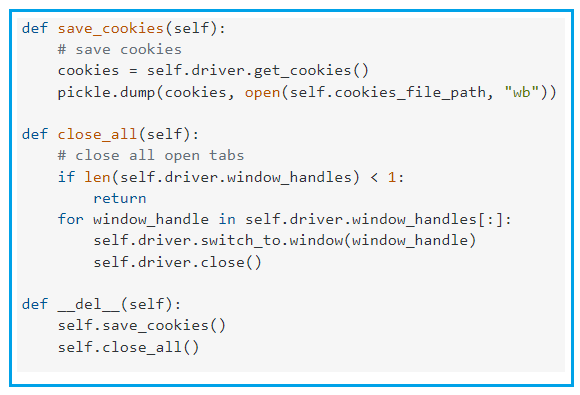 def save_cookies(self):
    # save cookies
    cookies = self.driver.get_cookies()
    pickle.dump(cookies, open(self.cookies_file_path, "wb"))

def close_all(self):
    # close all open tabs
    if len(self.driver.window_handles) < 1:
        return
    for window_handle in self.driver.window_handles[:]:
        self.driver.switch_to.window(window_handle)
        self.driver.close()

def __del__(self):
    self.save_cookies()
    self.close_all()